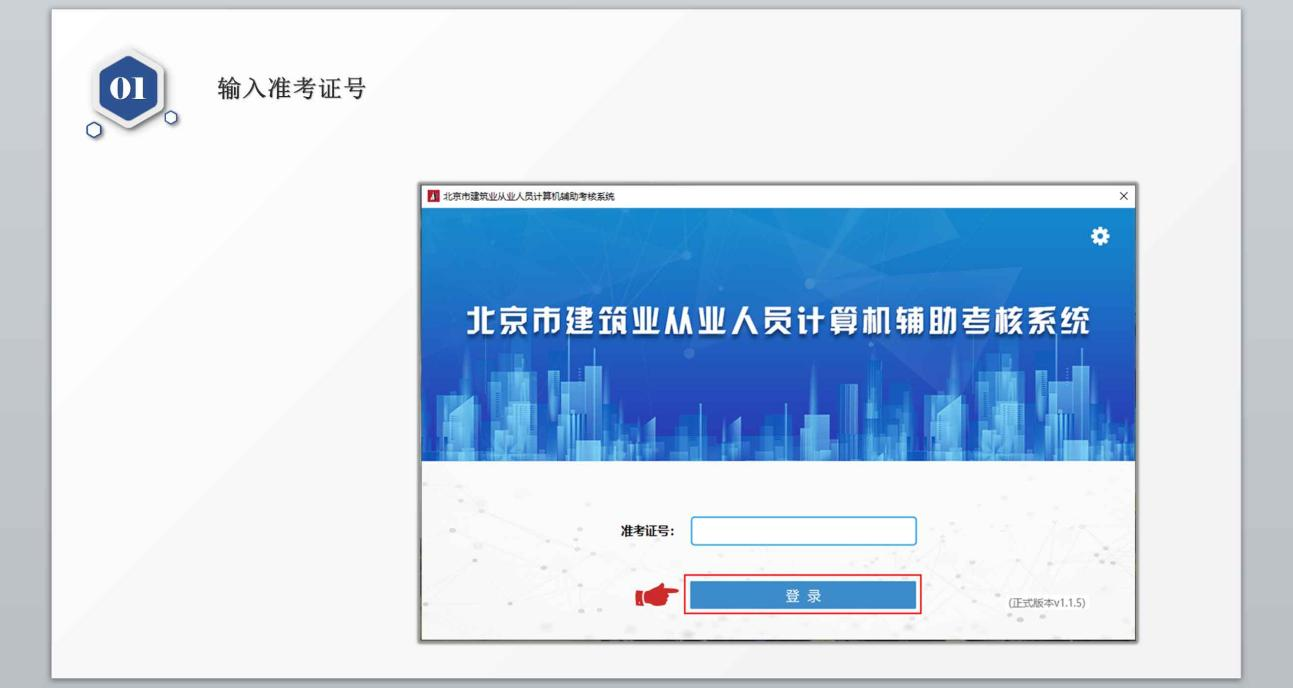 01
输入准考证号
北京市建筑业从业人员计算机辅助考核系统
北京市建筑业从业人员计算机辅助考核系统
准考证号:
登 录
(正式版本v1.1.5)